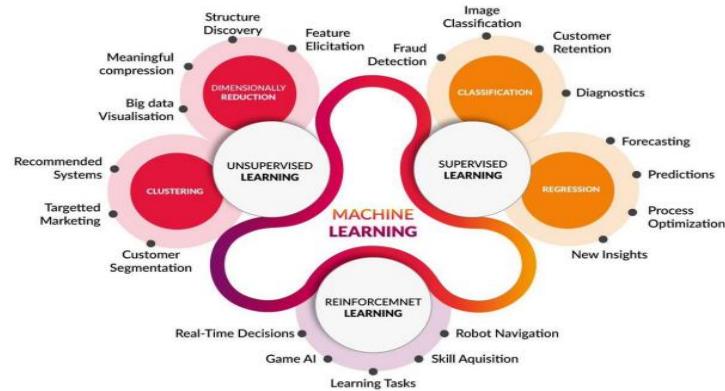 Structure
Discovery
Feature
Elicitation
Meaningful
compression
DIMENSIONALLY
REDUCTION
Big data
Visualisation
UNSUPERVISED
LEARNING
Recommended
Systems
CLUSTERING
Targetted
Marketing
Customer
Segmentation
Image
Classification
Customer
Retention
Fraud
Detection
CLASSIFICATION
Diagnostics
SUPERVISED
LEARNING
Forecasting
Predictions
REGRESSION
Process
Optimization
New Insights
MACHINE
LEARNING
REINFORCEMNET
LEARNING
Real-Time Decisions
Robot Navigation
Game AI
Skill Aquisition
Learning Tasks